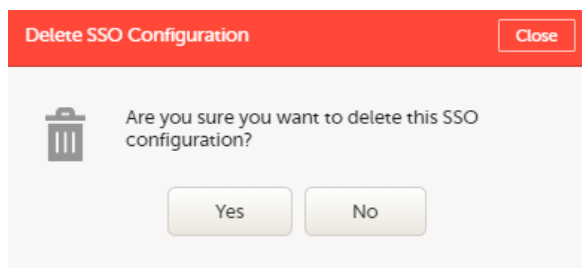 Delete SSO Configuration
Close
Are you sure you want to delete this SSO
configuration?
Yes
No